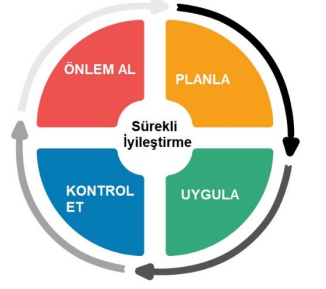 ÖNLEM AL
PLANLA
Sürekli
İyileştirme
KONTROL
ET
UYGULA